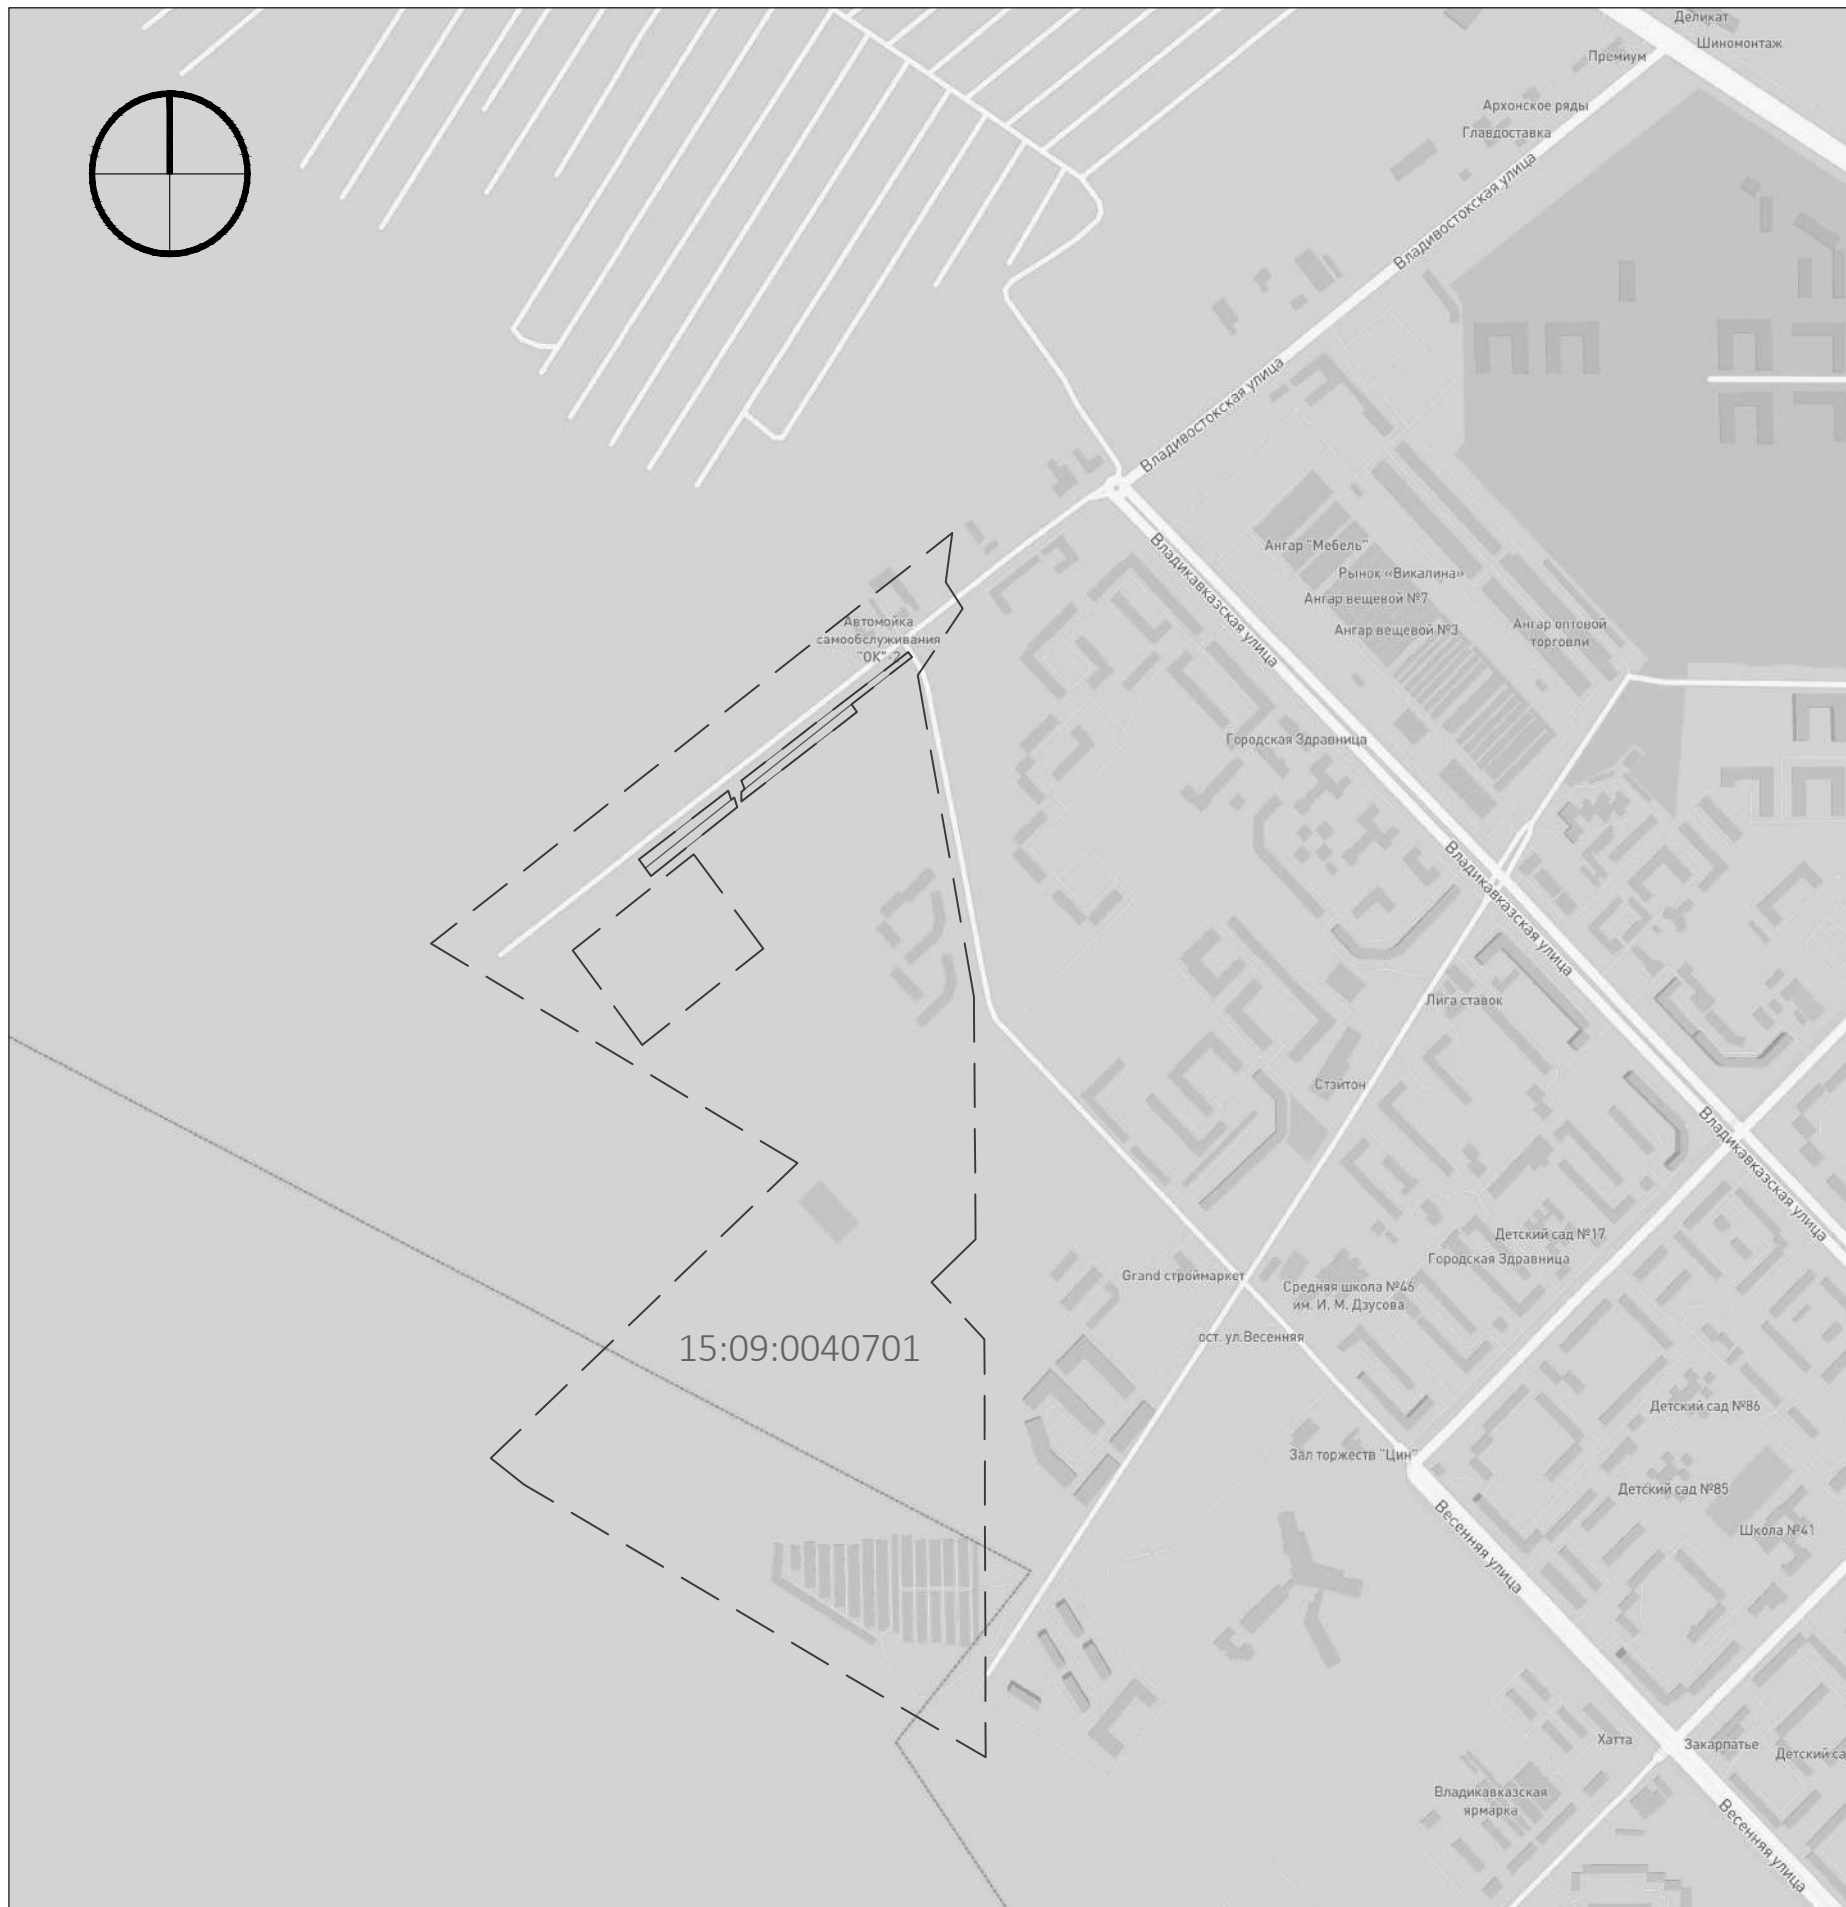 Деликат
Шиномонтаж
Премиум
Архонское ряды
Главдоставка
Владивостокская улица
Владивостокская улица
Владикавказская улица
Ангар "Мебель"
Рынок «Викалина»
Ангар вещевой №7
Ангар вещевой №3
Ангар оптовой
торговли
Автомойка
самообслуживания
"ОК"-2
Городская Здравница
Владикавказская улица
Лига ставок
Стэйтон
Владикавказская улица
Детский сад №17
Городская Здравница
Grand строймаркет
Средняя школа №46
им. И. М. Дзусова
ост. ул.Весенняя
15:09:0040701
Детский сад №86
Зал торжеств "Цин"
Детский сад №85
Школа №41
Весенняя улица
Хатта
Закарпатье
Детский са
Владикавказская
ярмарка
Весенняя улица